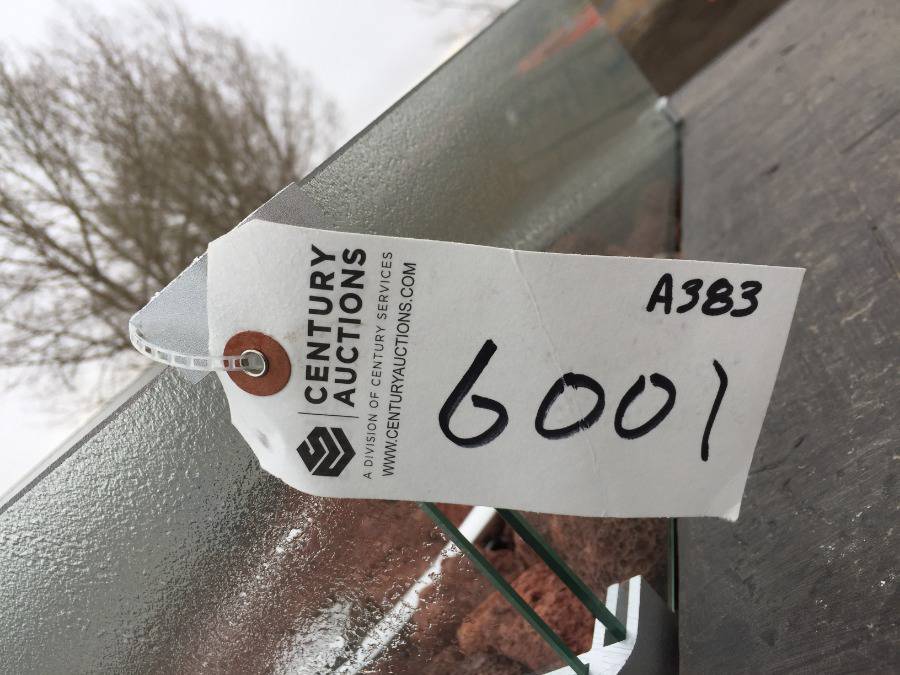 CENTURY
AUCTIONS
A DIVISION OF CENTURY SERVICES
WWW.CENTURYAUCTIONS.COM
A383
6001